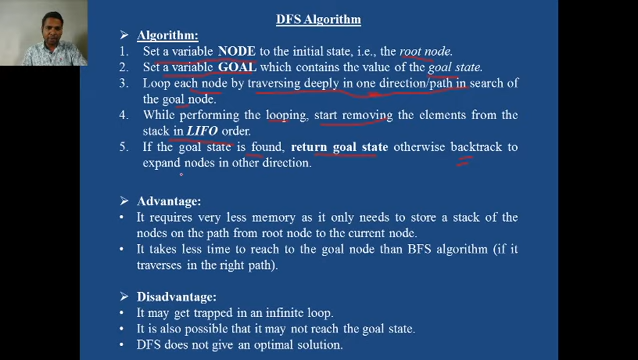 DFS Algorithm
➢ Algorithm:
1. Set a variable NODE to the initial state, i.e., the root node.
2. Set a variable GOAL which contains the value of the goal state.
3. Loop each node by traversing deeply in one direction/path in search of
the goal node.
4. While performing the looping, start removing the elements from the
stack in LIFO order.
5. If the goal state is found, return goal state otherwise backtrack to
expand nodes in other direction.
➢ Advantage:
• It requires very less memory as it only needs to store a stack of the
nodes on the path from root node to the current node.
• It takes less time to reach to the goal node than BFS algorithm (if it
traverses in the right path).
➢ Disadvantage:
• It may get trapped in an infinite loop.
• It is also possible that it may not reach the goal state.
• DFS does not give an optimal solution.